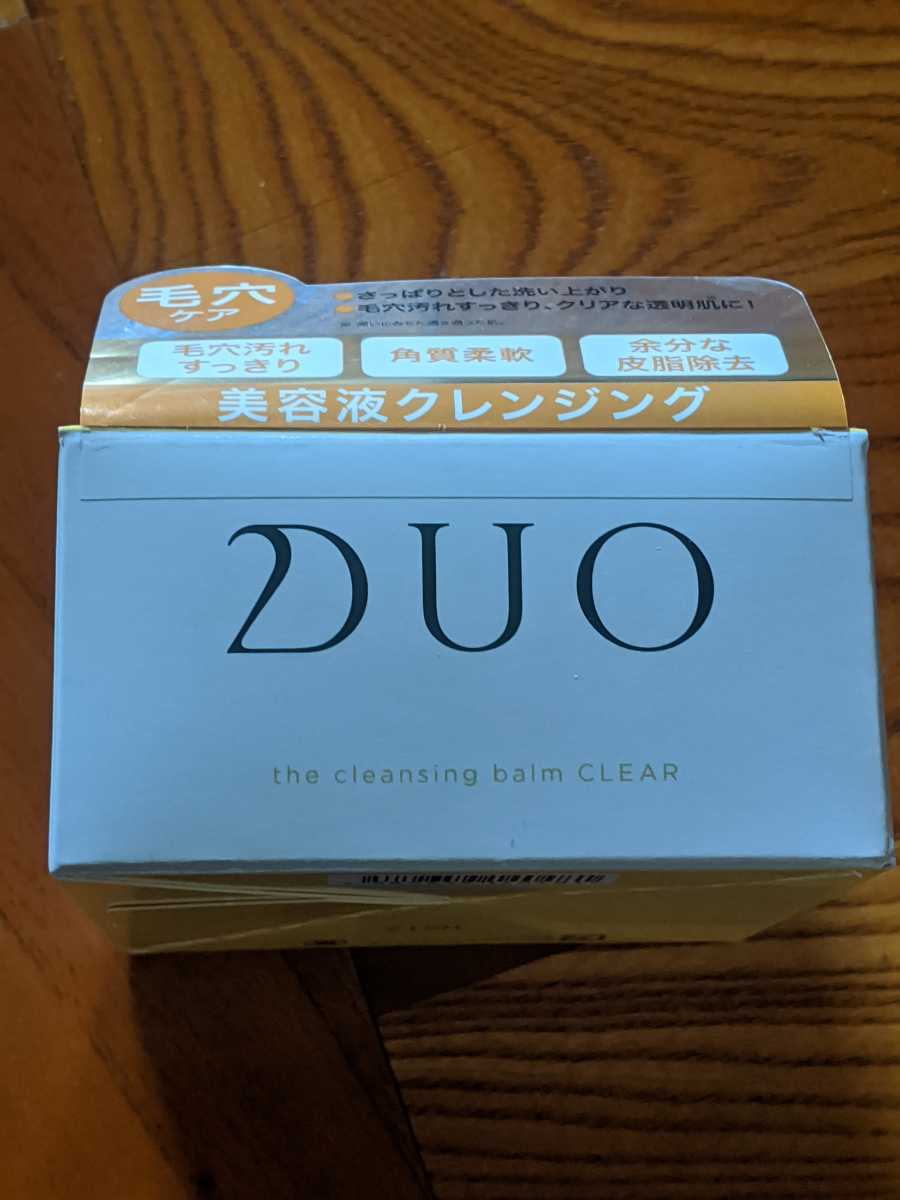 毛穴
ケア
さっぱりとした洗い上がり
毛穴汚れすっきり、クリアな透明肌に!
毛穴汚れ
すっきり
角質柔軟
余分な
皮脂除去
美容液クレンジング
DUO
the cleansing balm CLEAR